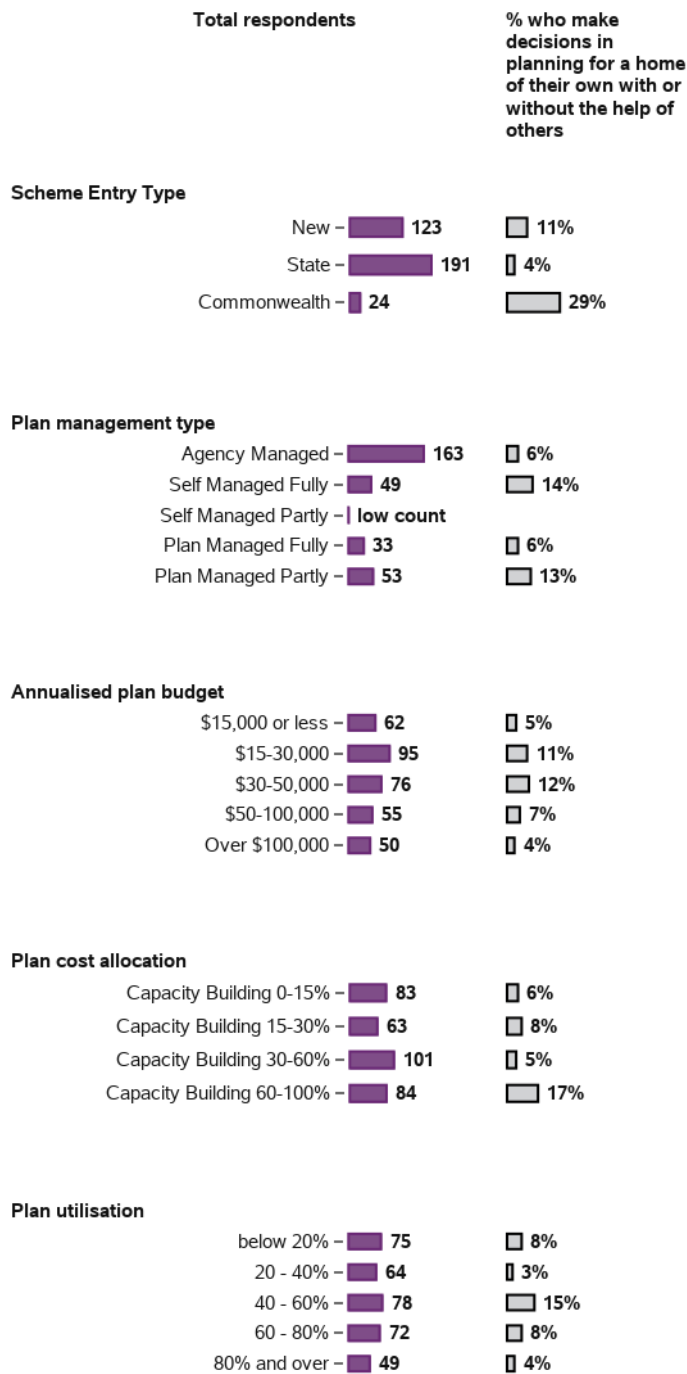 Total respondents
% who make
decisions in
planning for a home
of their own with or
without the help of
others
Scheme Entry Type
New 123 11%
State 191 4%
Commonwealth 24 29%
Plan management type
Agency Managed 163 6%
Self Managed Fully 49 14%
Self Managed Partly low count
Plan Managed Fully 33 6%
Plan Managed Partly 53 13%
Annualised plan budget
$15,000 or less 62 5%
$15-30,000 95 11%
$30-50,000 76 12%
$50-100,000 55 7%
Over $100,000 50 4%
Plan cost allocation
Capacity Building 0-15% 83 6%
Capacity Building 15-30% 63 8%
Capacity Building 30-60% 101 5%
Capacity Building 60-100% 84 17%
Plan utilisation
below 20% 75 8%
20 - 40% 64 3%
40 - 60% 78 15%
60 - 80% 72 8%
80% and over 49 4%